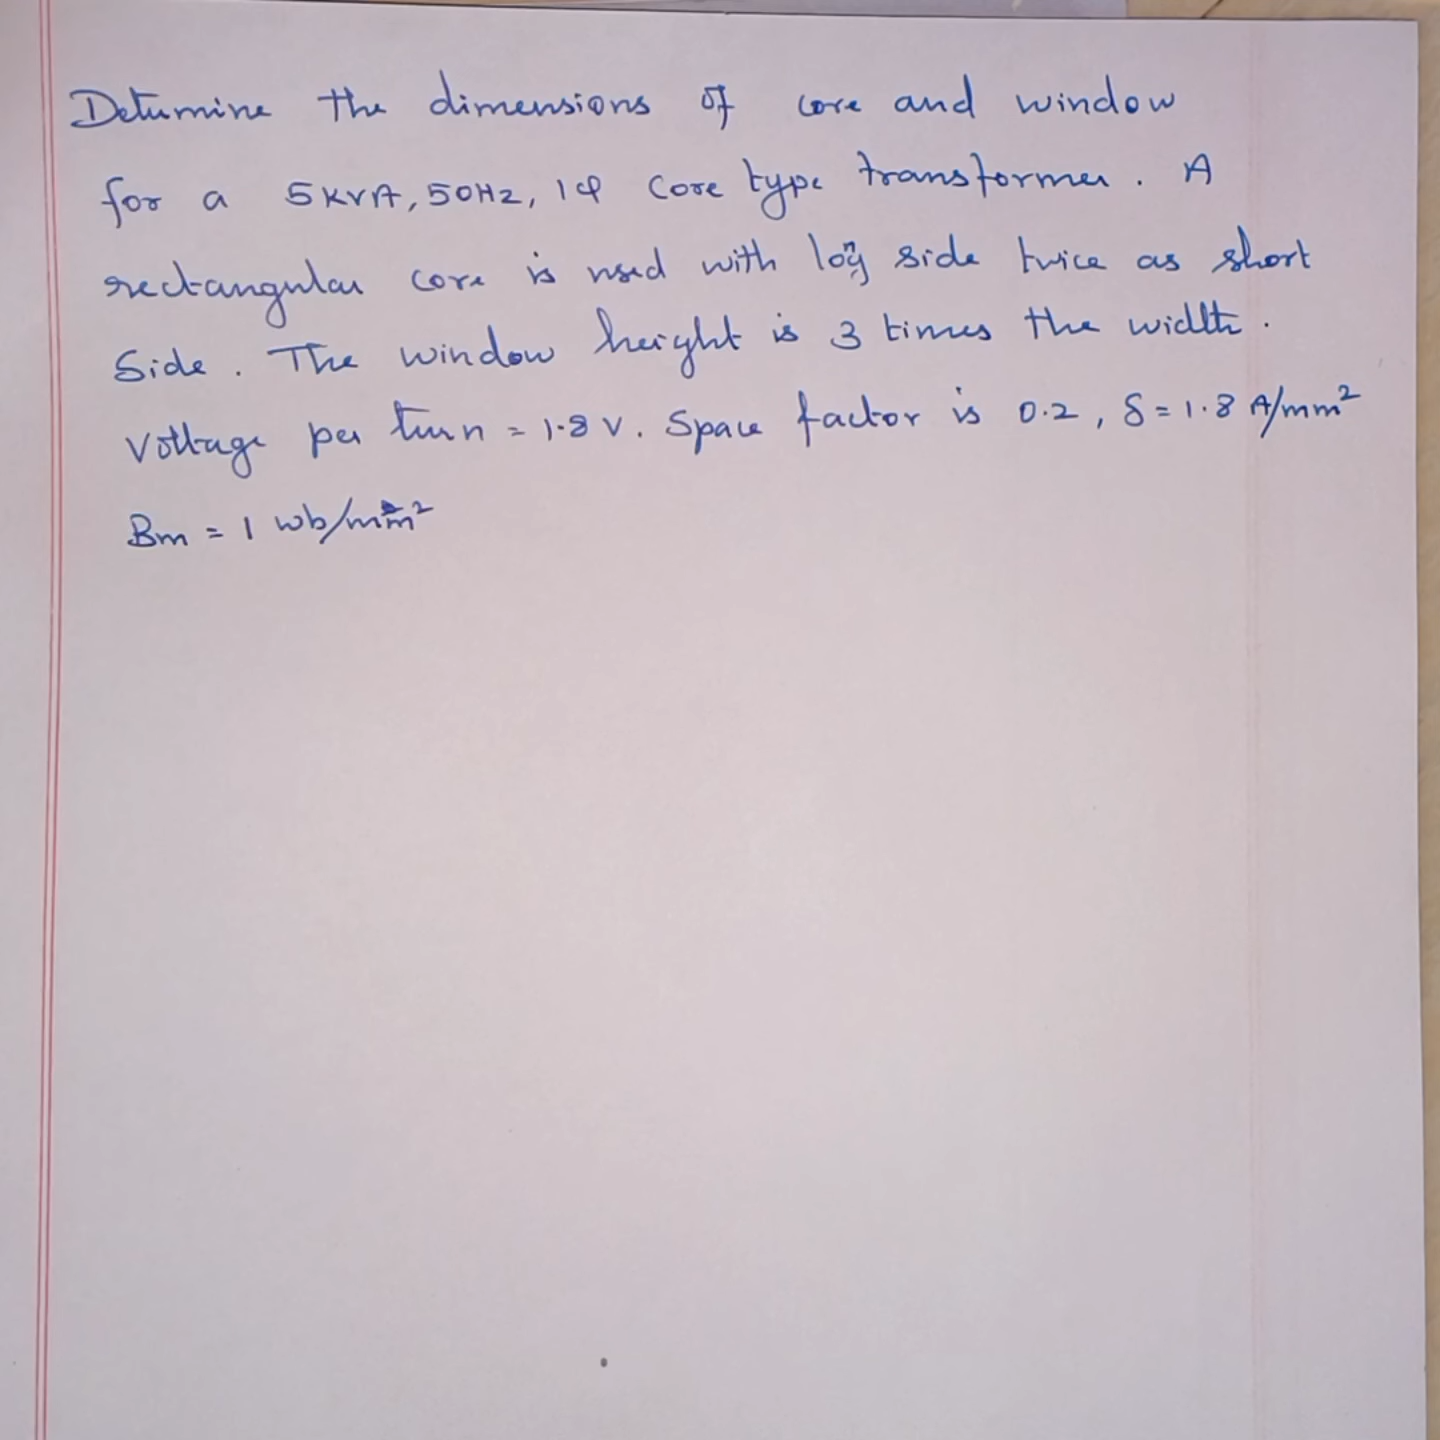 Determine the dimensions of core and window
for a 5KVA, 50Hz, 1φ Core type transformer. A
rectangular core is used with long side twice as short
Side. The window height is 3 times the width.
Voltage per turn = 1.8 V. Space factor is 0.2, δ = 1.8 A/mm²
Bm = 1 wb/m²